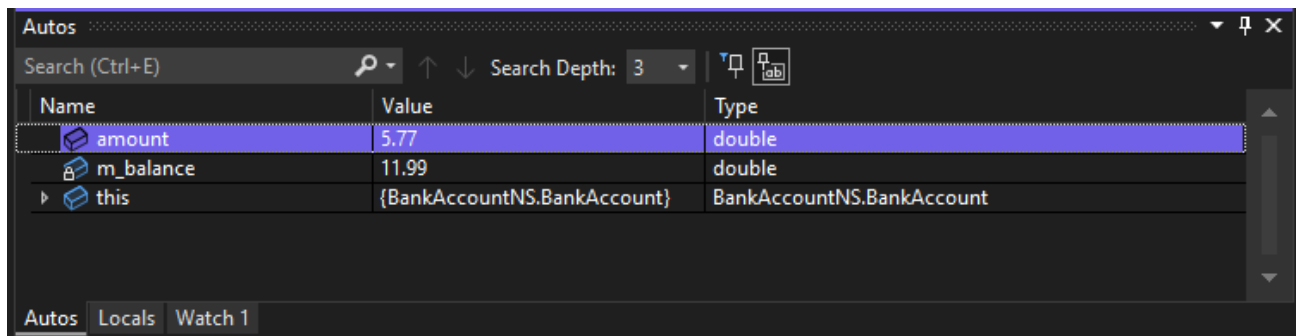 Autos
Search (Ctrl+E) Search Depth: 3 ab
Name Value Type
amount 5.77 double
m_balance 11.99 double
this {BankAccountNS.BankAccount} BankAccountNS.BankAccount
Autos Locals Watch 1